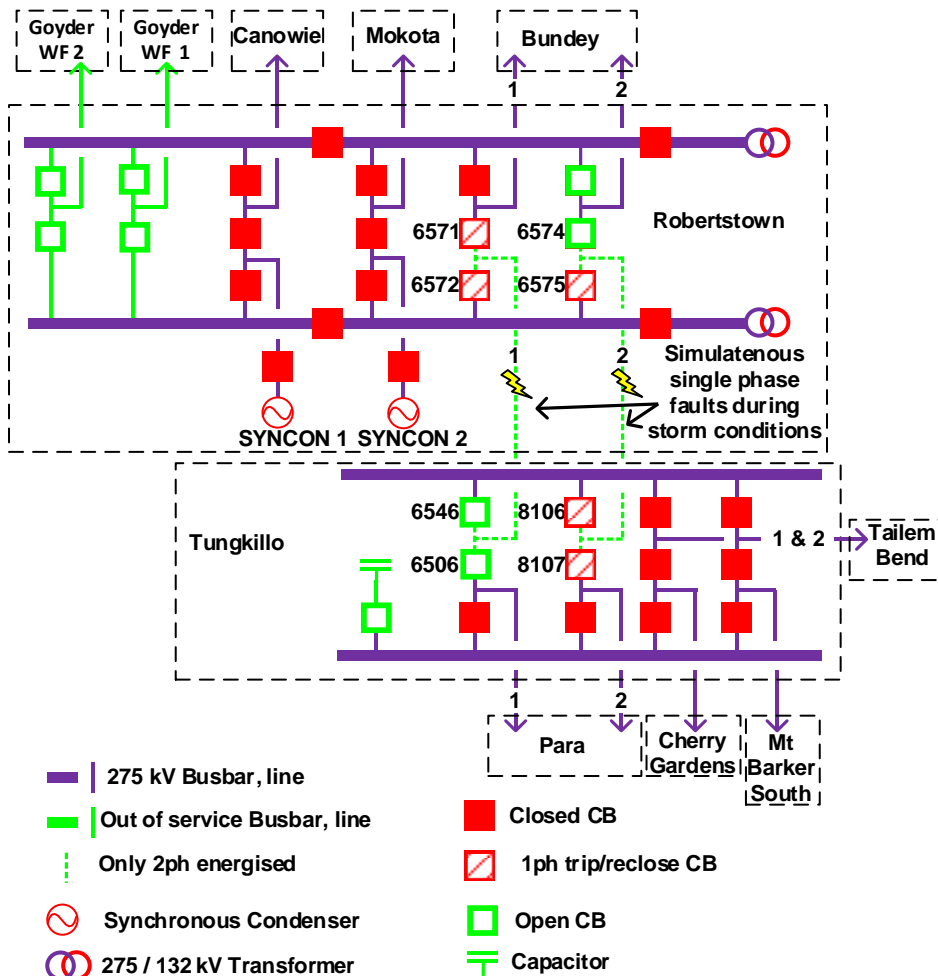 Goyder
WF 2
Goyder
WF 1
Canowie
Mokota
Bundey
1
2
Robertstown
6571
6574
6572
6575
1
2
Simulatenous
single phase
faults during
storm conditions
SYNCON 1
SYNCON 2
Tungkillo
6546
8106
6506
8107
1 & 2
Tailem
Bend
1
2
Para
Cherry
Gardens
Mt
Barker
South
275 kV Busbar, line
Out of service Busbar, line
Only 2ph energised
Synchronous Condenser
275 / 132 kV Transformer
Closed CB
1ph trip/reclose CB
Open CB
Capacitor